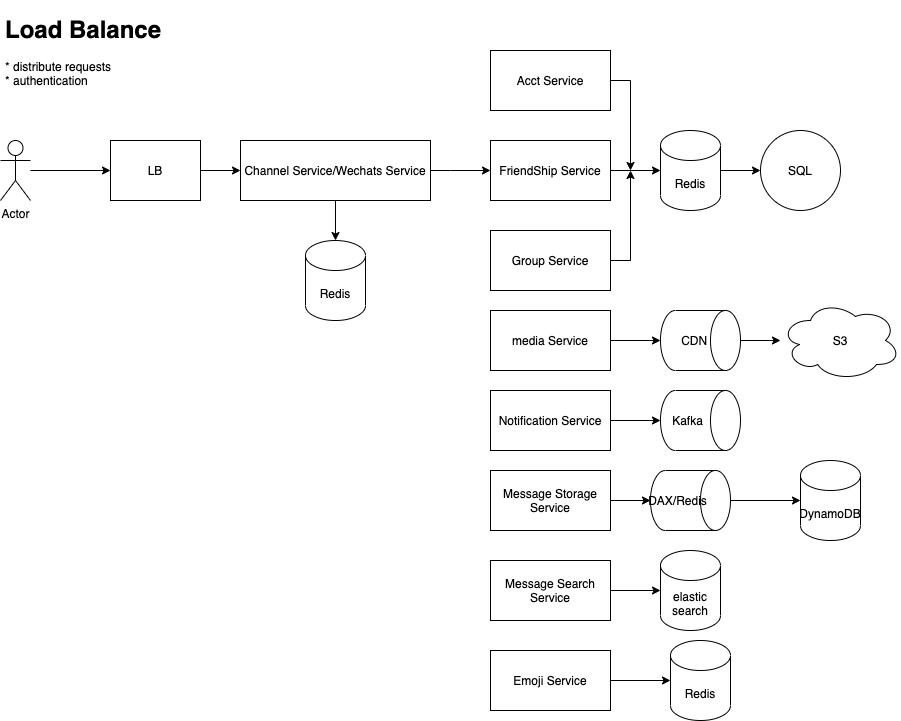 Load Balance
* distribute requests
* authentication
Acct Service
Actor
LB
Channel Service/Wechats Service
FriendShip Service
Redis
SQL
Redis
Group Service
media Service
CDN
S3
Notification Service
Kafka
Message Storage
Service
DAX/Redis
DynamoDB
Message Search
Service
elastic
search
Emoji Service
Redis